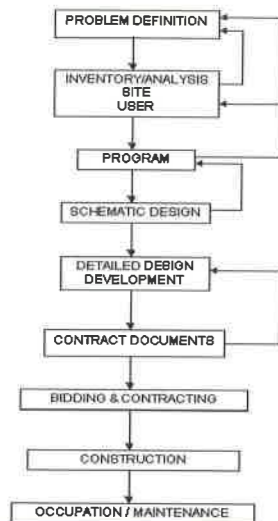 PROBLEM DEFINITION
INVENTORY/ANALYSIS
SITE
USER
PROGRAM
SCHEMATIC DESIGN
DETAILED DESIGN
DEVELOPMENT
CONTRACT DOCUMENTS
BIDDING & CONTRACTING
CONSTRUCTION
OCCUPATION / MAINTENANCE